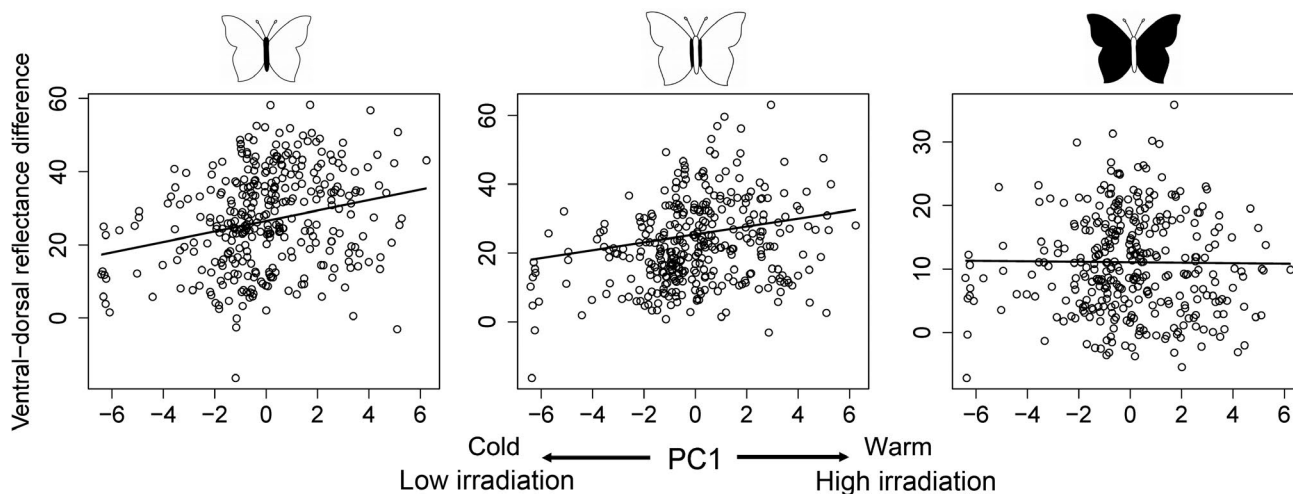 Ventral−dorsal reflectance difference
60
40
20
0
−6 −4 −2 0 2 4 6
60
40
20
0
−6 −4 −2 0 2 4 6
30
20
10
0
−6 −4 −2 0 2 4 6
Cold PC1 Warm
Low irradiation High irradiation